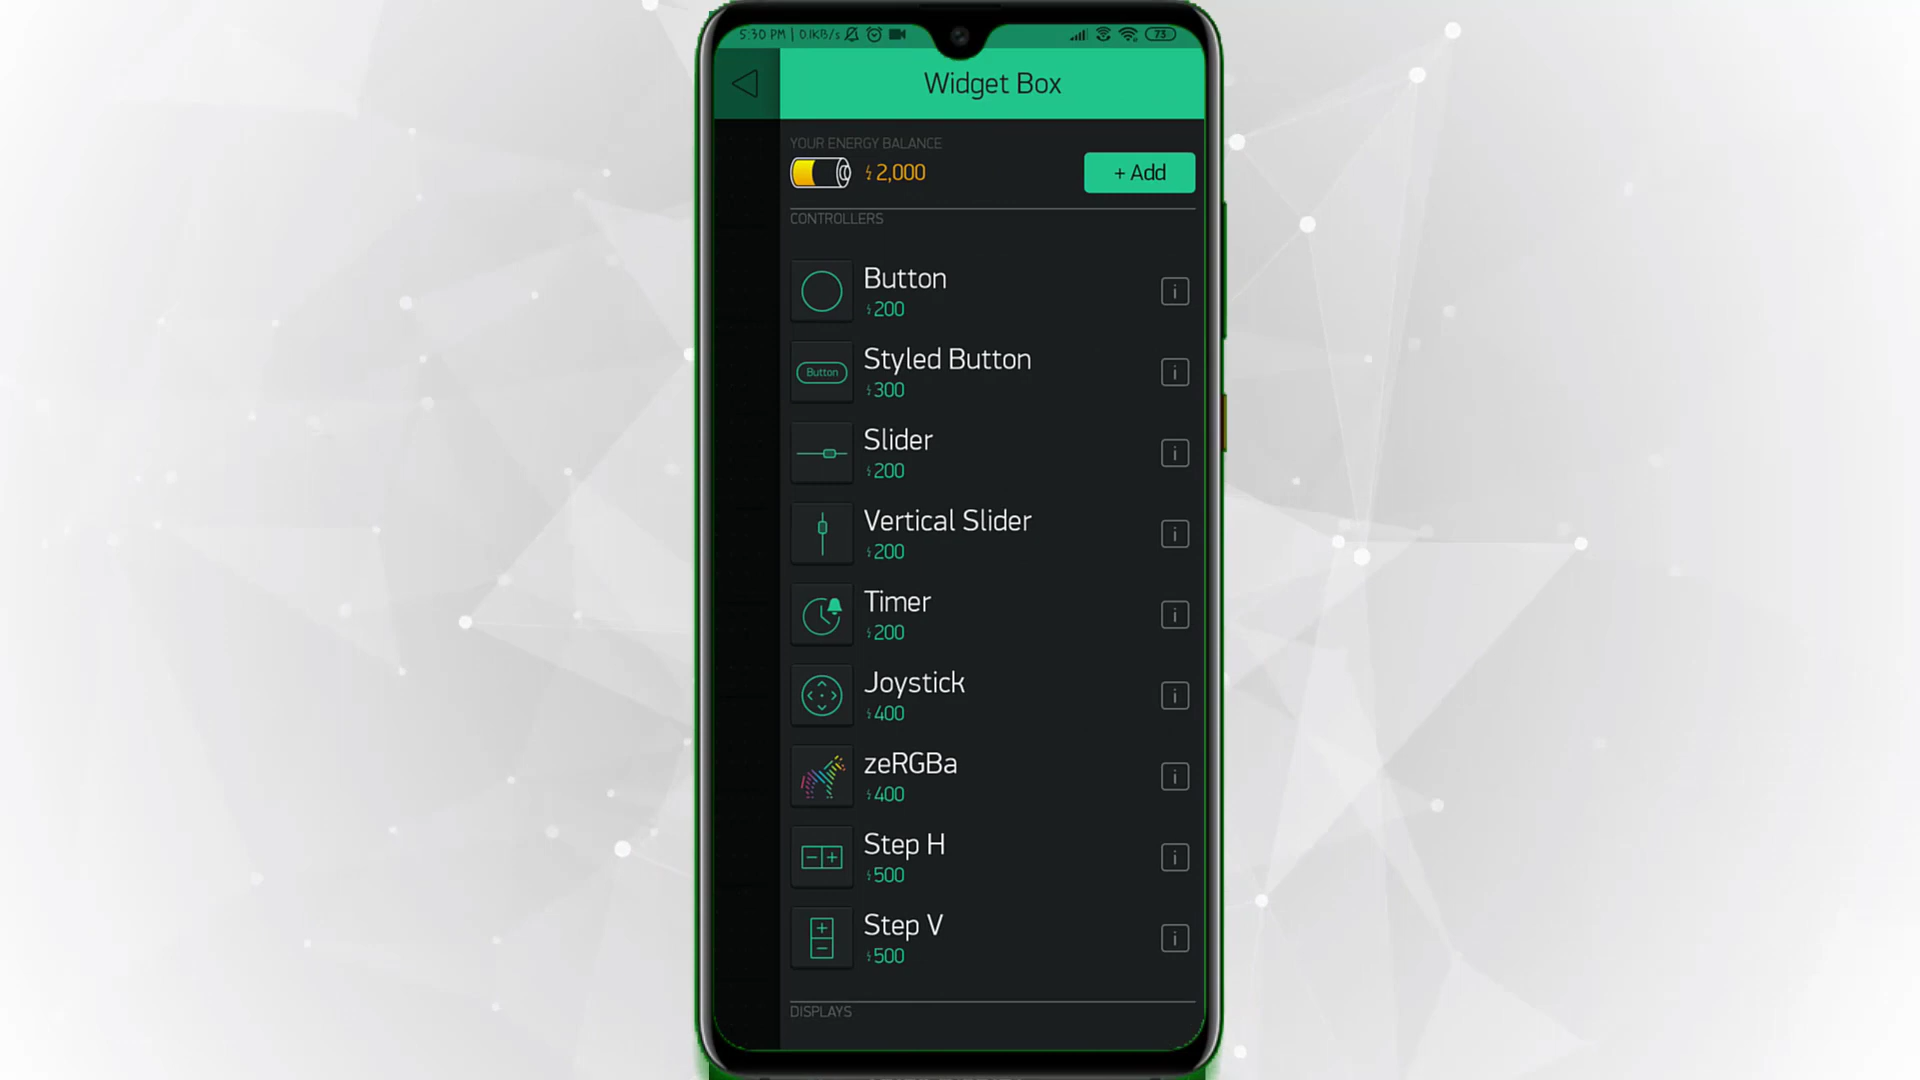 5:30 PM | 0.1KB/s 73
Widget Box
YOUR ENERGY BALANCE
2,000
+ Add
CONTROLLERS
Button
200
Button
Styled Button
300
Slider
200
Vertical Slider
200
Timer
200
Joystick
400
zeRGBa
400
Step H
500
Step V
500
DISPLAYS